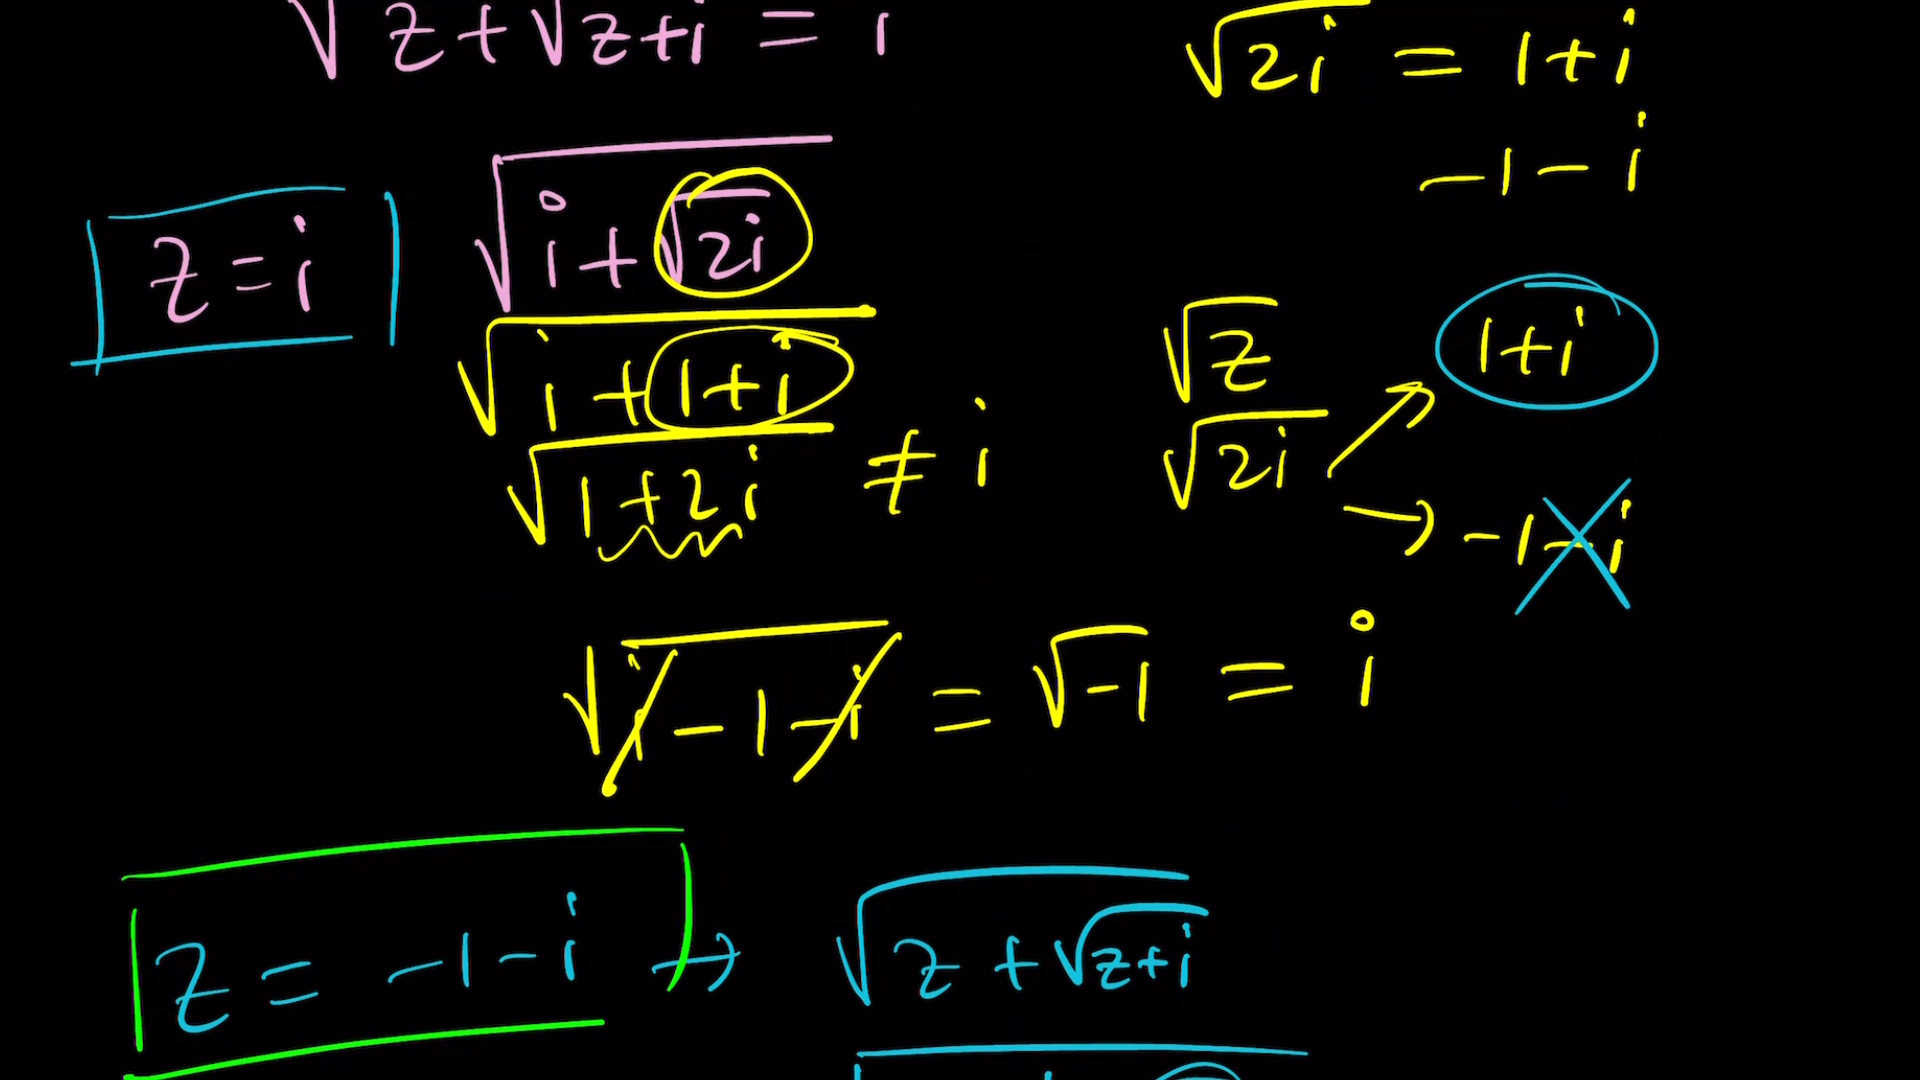 √z+√z+i = i
√2i = 1+i
-1-i
z=i
√i+√2i
√i+1+i
√1+2i ≠ i
√z
√2i → 1+i
→ -1-i
√i-1-i = √-1 = i
z = -1-i → √z+√z+i